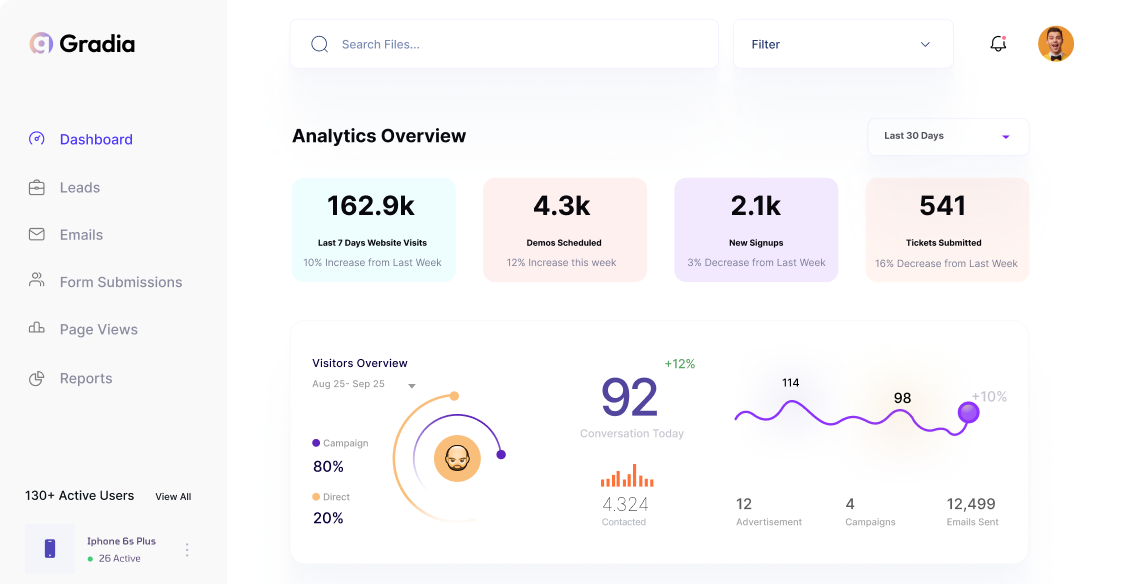 Gradia
Search Files...
Filter
Dashboard
Leads
Emails
Form Submissions
Page Views
Reports
130+ Active Users
View All
Iphone 6s Plus
26 Active
Analytics Overview
Last 30 Days
162.9k
Last 7 Days Website Visits
10% Increase from Last Week
4.3k
Demos Scheduled
12% Increase this week
2.1k
New Signups
3% Decrease from Last Week
541
Tickets Submitted
16% Decrease from Last Week
Visitors Overview
Aug 25- Sep 25
Campaign
80%
Direct
20%
+12%
92
Conversation Today
4.324
Contacted
114
98
+10%
12
Advertisement
4
Campaigns
12,499
Emails Sent